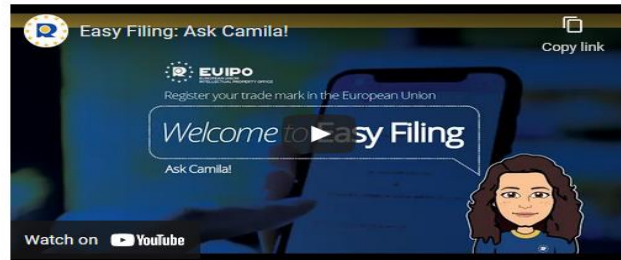 Easy Filing: Ask Camila!
Copy link
EUIPO
EUROPEAN UNION
INTELLECTUAL PROPERTY OFFICE
Register your trade mark in the European Union
Welcome to Easy Filing
Ask Camila!
Watch on YouTube